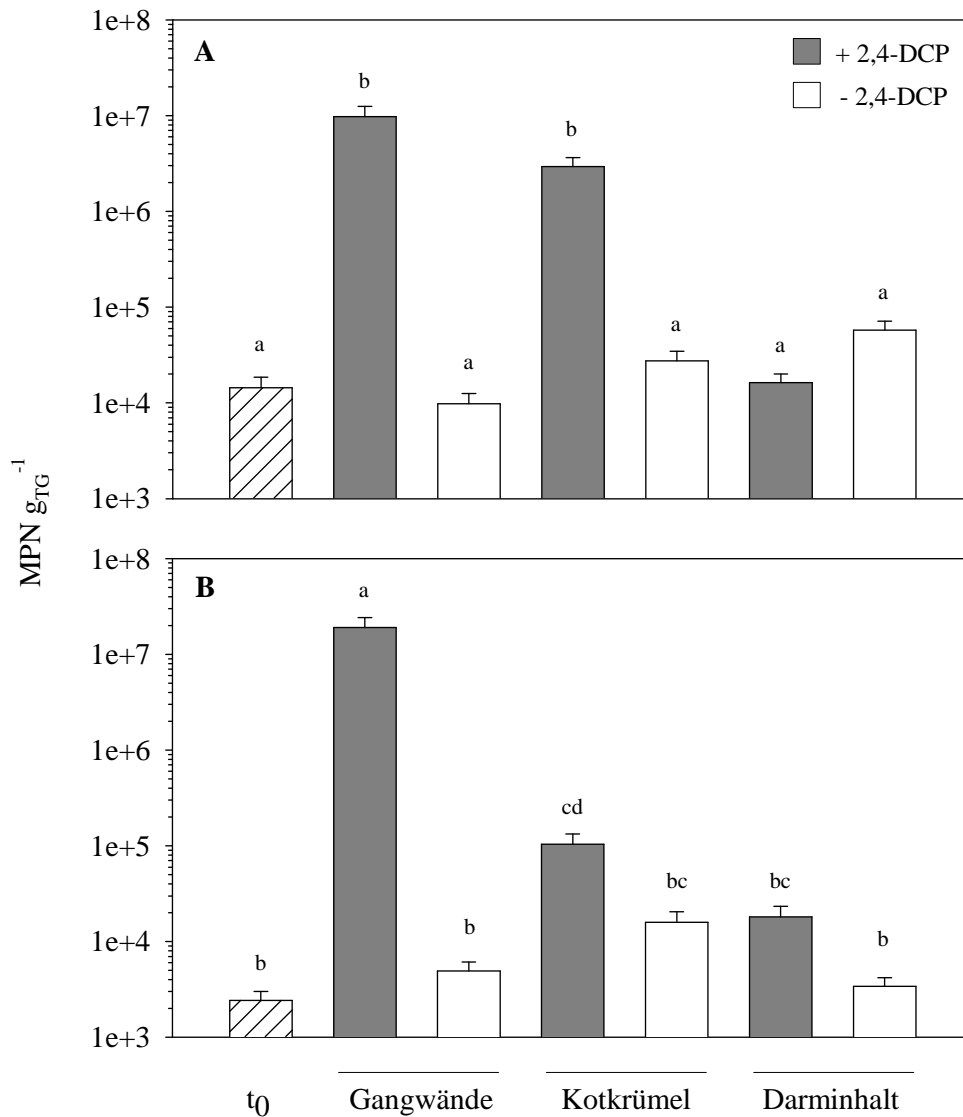 1e+8
A
+ 2,4-DCP
- 2,4-DCP
b
1e+7
b
1e+6
1e+5
a
a
a
a
a
1e+4
1e+3
MPN g_TG^-1
1e+8
B
a
1e+7
1e+6
cd
1e+5
bc
bc
b
b
b
1e+4
1e+3
t0
Gangwände
Kotkrümel
Darminhalt